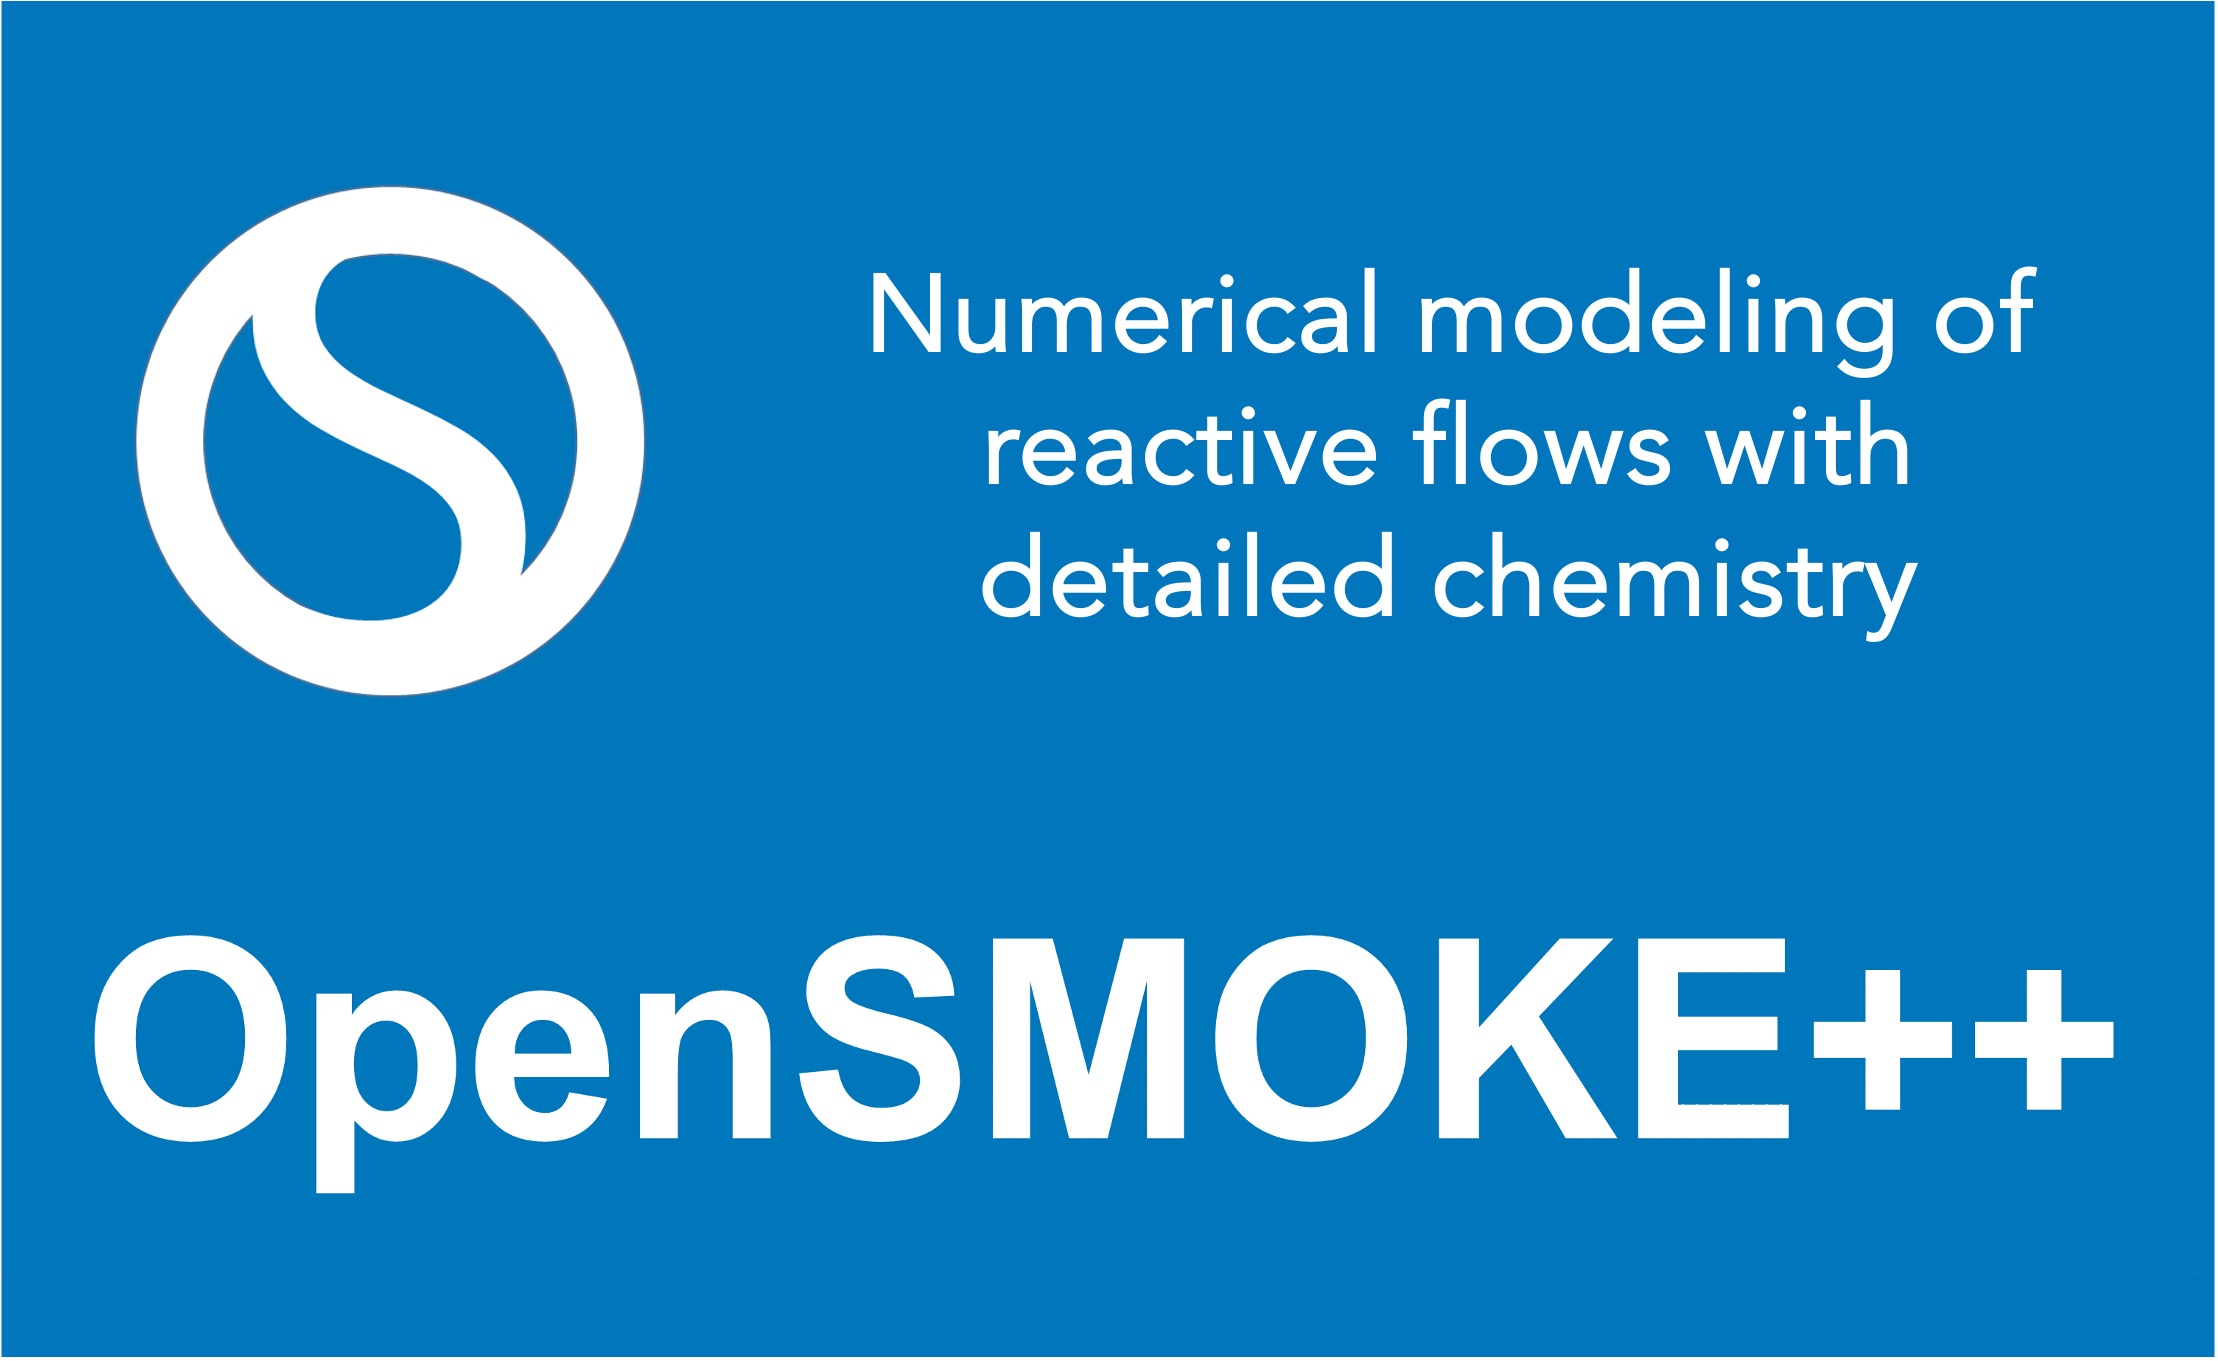 Numerical modeling of
reactive flows with
detailed chemistry
OpenSMOKE++